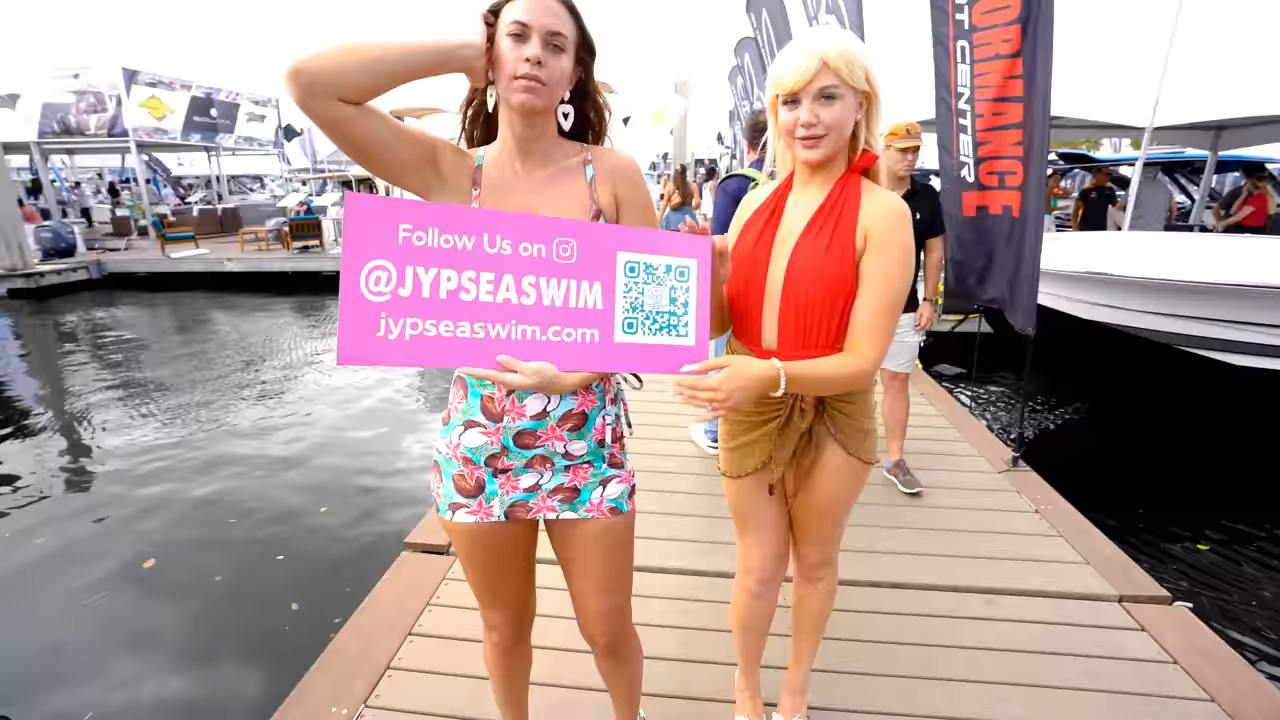 Follow Us on
@JYPSEASWIM
jypseaswim.com
ORMANCE
T CENTER